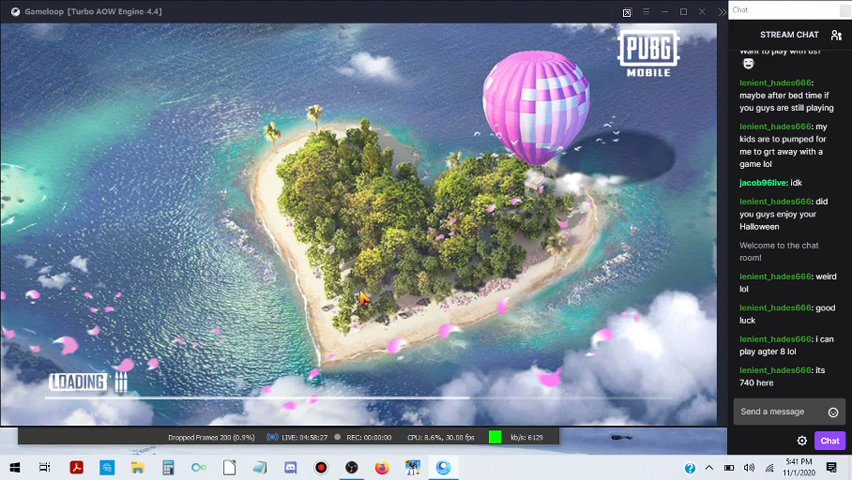 Gameloop [Turbo AOW Engine-4.4]
Chat
STREAM CHAT
PUBG
MOBILE
Want to play with us?
lenient_hades666:
maybe after bed time if
you guys are still playing
lenient_hades666: my
kids are to pumped for
me to grt away with a
game lol
jacob96live: idk
lenient_hades666: did
you guys enjoy your
Halloween
Welcome to the chat
room!
lenient_hades666: weird
lol
lenient_hades666: good
luck
lenient_hades666: i can
play agter 8 lol
lenient_hades666: its
740 here
LOADING
Send a message
Chat
Dropped Frames 200 (0.9%) LIVE: 04:58:27 REC: 00:00:00 CPU: 8.6%, 30.00 fps kb/s: 6129
5:41 PM
11/1/2020